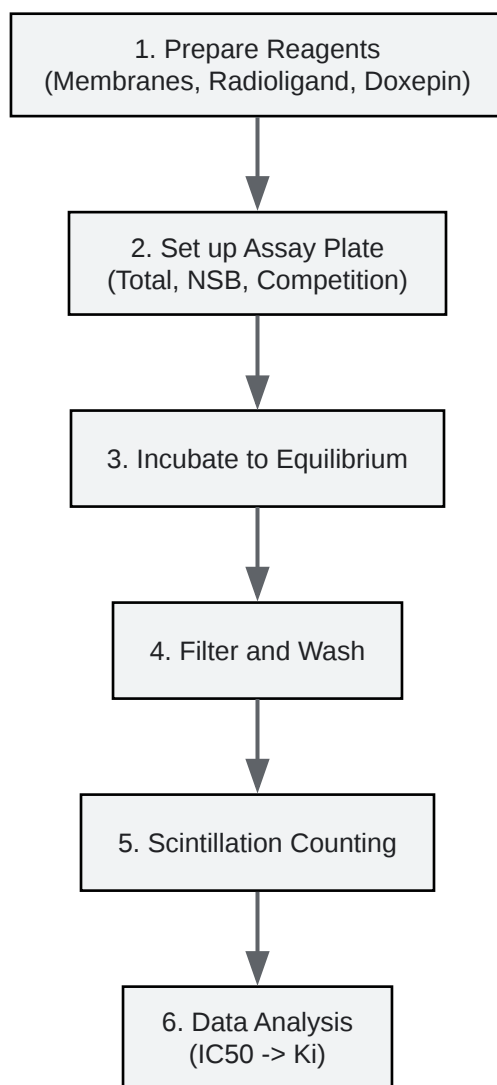 1. Prepare Reagents
(Membranes, Radioligand, Doxepin)
2. Set up Assay Plate
(Total, NSB, Competition)
3. Incubate to Equilibrium
4. Filter and Wash
5. Scintillation Counting
6. Data Analysis
(IC50 -> Ki)